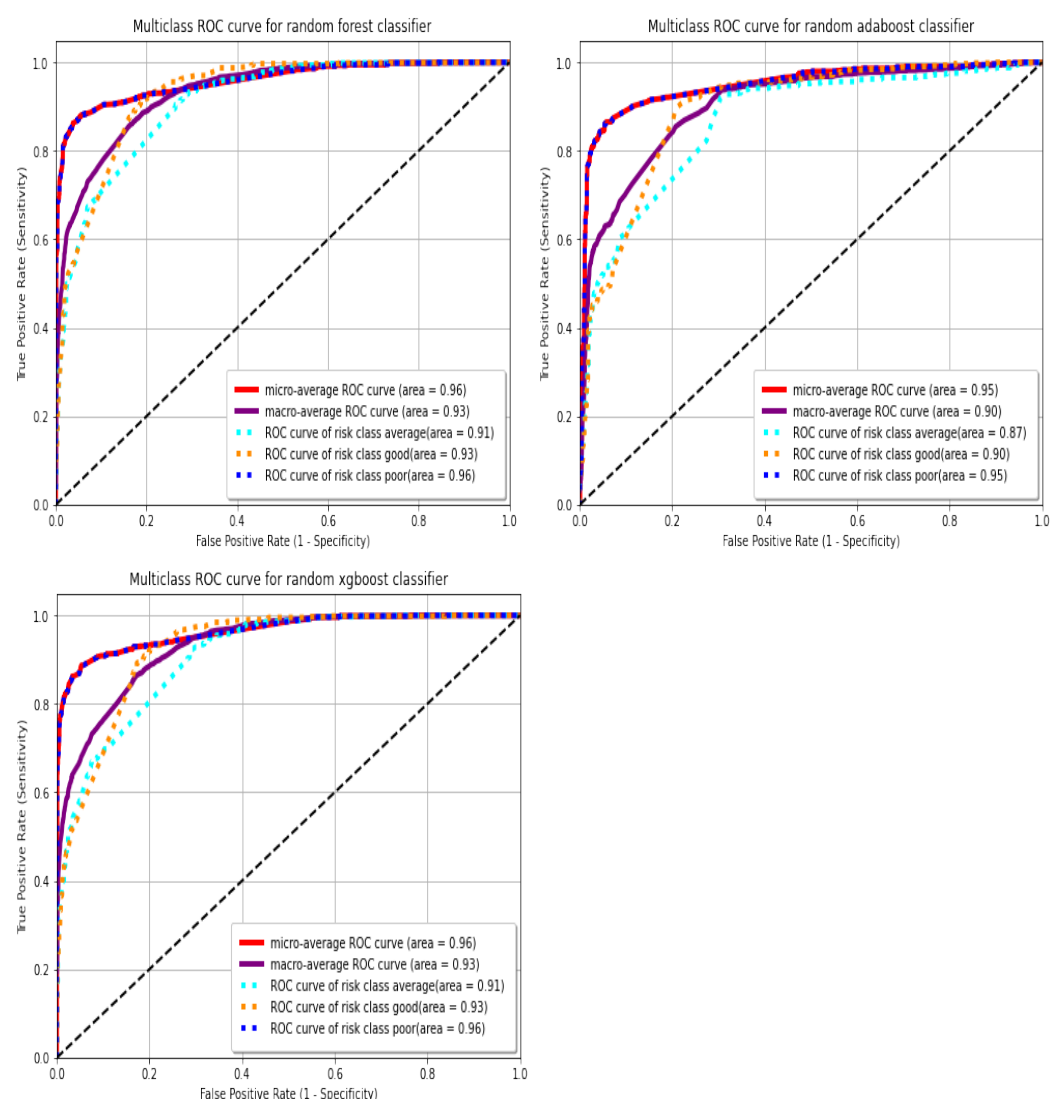 Multiclass ROC curve for random forest classifier
True Positive Rate (Sensitivity)
1.0
0.8
0.6
0.4
0.2
0.0
micro-average ROC curve (area = 0.96)
macro-average ROC curve (area = 0.93)
ROC curve of risk class average(area = 0.91)
ROC curve of risk class good(area = 0.93)
ROC curve of risk class poor(area = 0.96)
0.0 0.2 0.4 0.6 0.8 1.0
False Positive Rate (1 - Specificity)
Multiclass ROC curve for random adaboost classifier
True Positive Rate (Sensitivity)
1.0
0.8
0.6
0.4
0.2
0.0
micro-average ROC curve (area = 0.95)
macro-average ROC curve (area = 0.90)
ROC curve of risk class average(area = 0.87)
ROC curve of risk class good(area = 0.90)
ROC curve of risk class poor(area = 0.95)
0.0 0.2 0.4 0.6 0.8 1.0
False Positive Rate (1 - Specificity)
Multiclass ROC curve for random xgboost classifier
True Positive Rate (Sensitivity)
1.0
0.8
0.6
0.4
0.2
0.0
micro-average ROC curve (area = 0.96)
macro-average ROC curve (area = 0.93)
ROC curve of risk class average(area = 0.91)
ROC curve of risk class good(area = 0.93)
ROC curve of risk class poor(area = 0.96)
0.0 0.2 0.4 0.6 0.8 1.0
False Positive Rate (1 - Specificity)